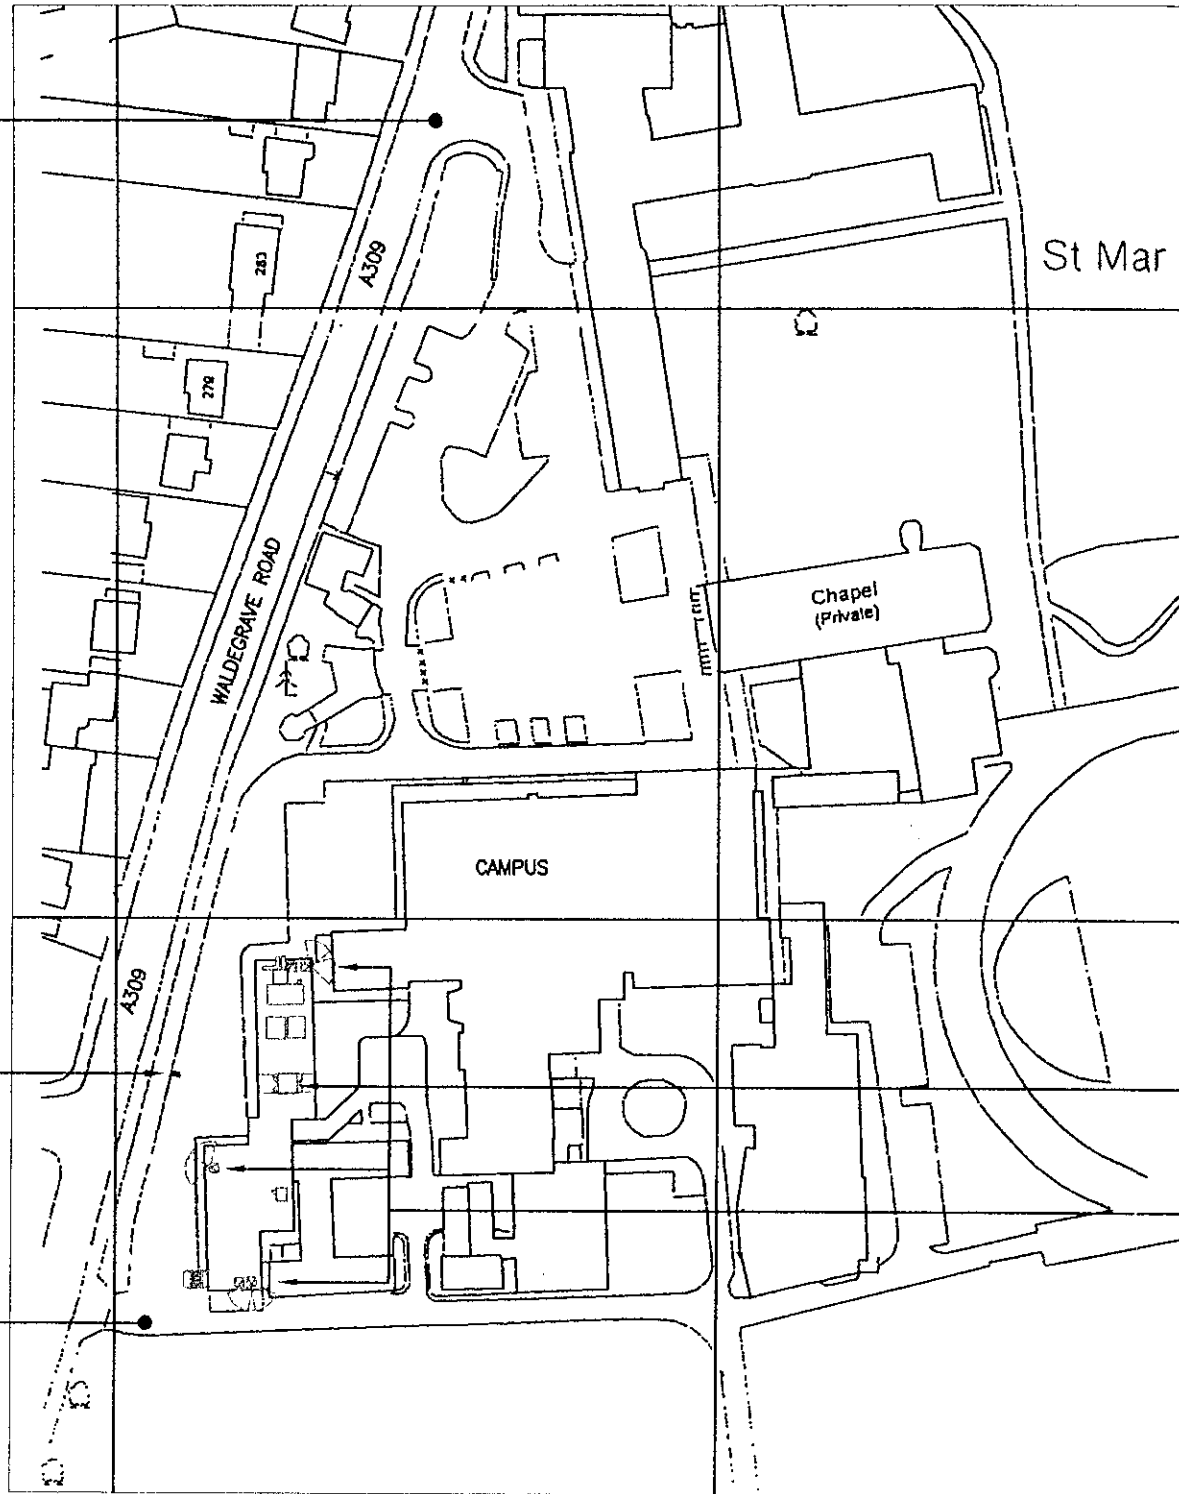 A309
St Mar
283
279
WALDEGRAVE ROAD
Chapel
(Private)
CAMPUS
A309